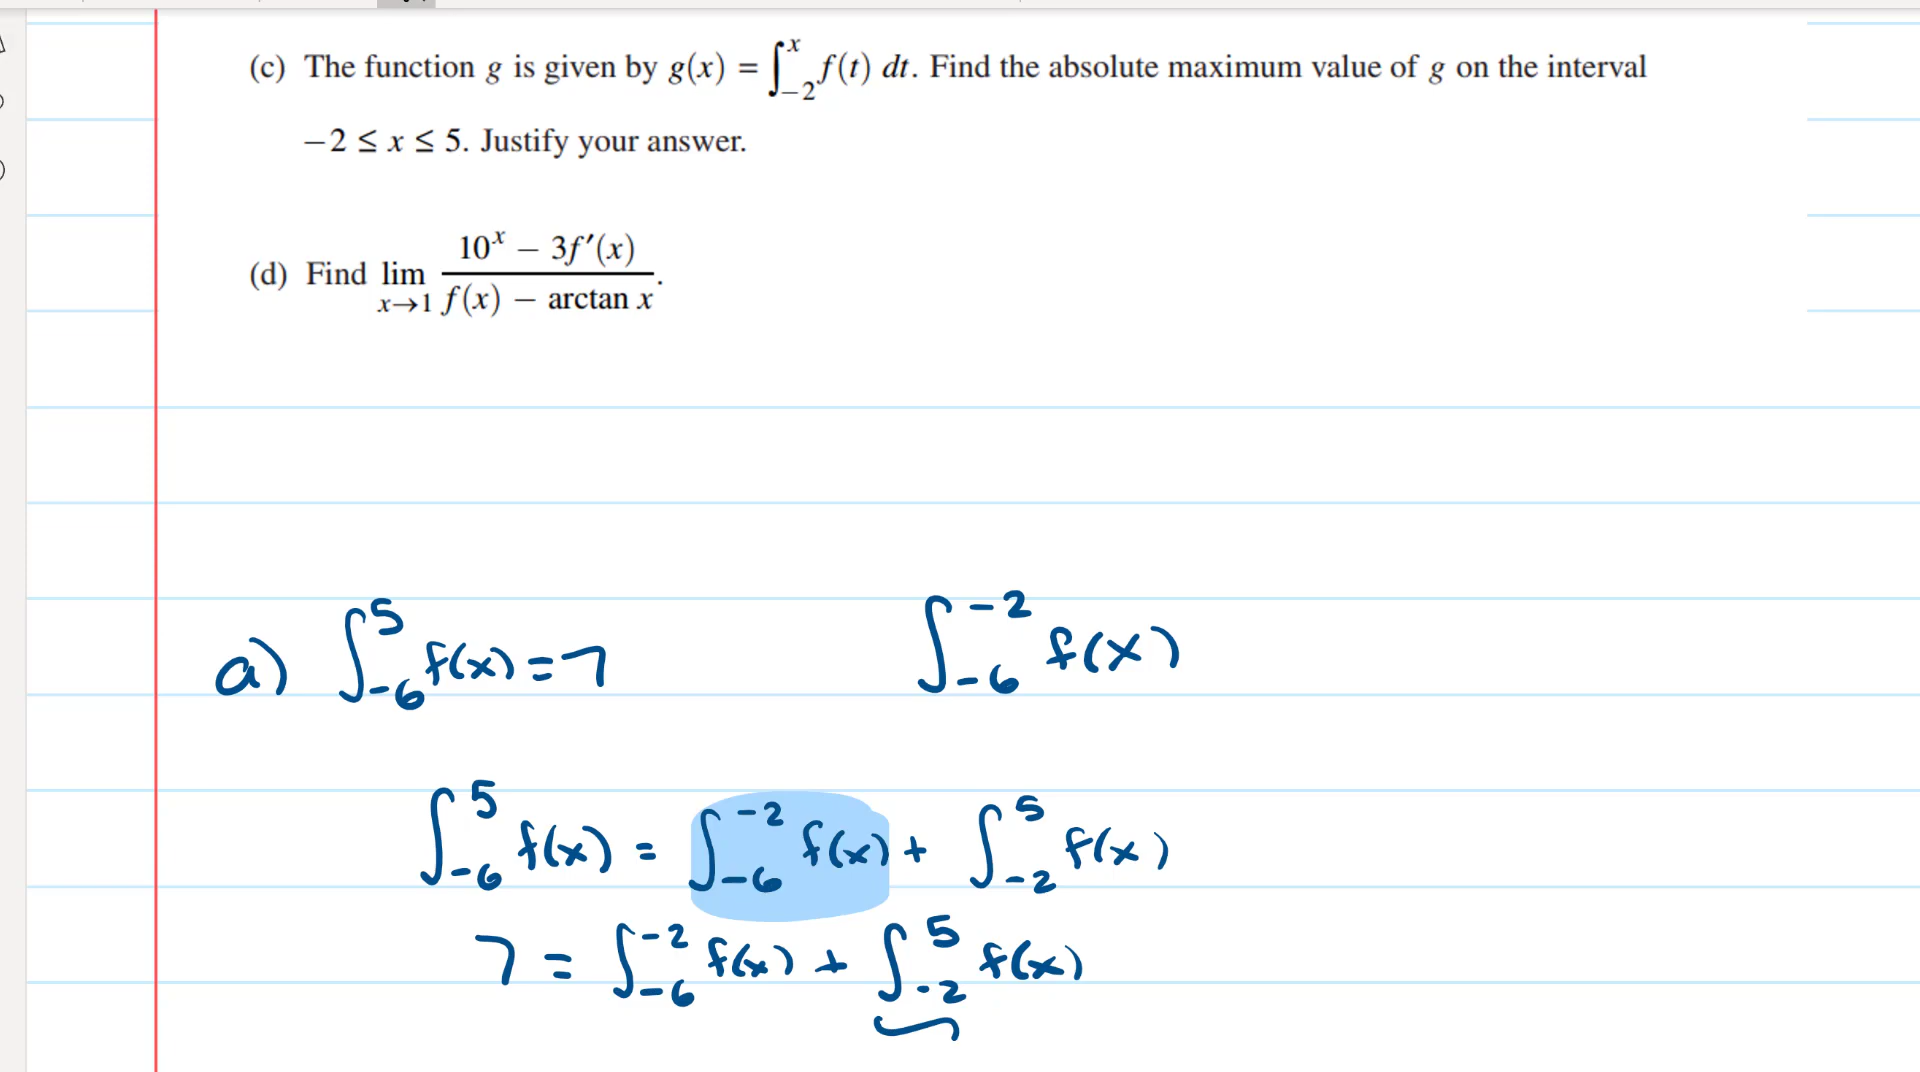 (c) The function g is given by g(x) = ∫_{-2}^{x} f(t) dt. Find the absolute maximum value of g on the interval
−2 ≤ x ≤ 5. Justify your answer.
(d) Find lim_{x→1} (10^x − 3f′(x)) / (f(x) − arctan x).
a) ∫_{-6}^{5} f(x) = 7    ∫_{-6}^{-2} f(x)
∫_{-6}^{5} f(x) = ∫_{-6}^{-2} f(x) + ∫_{-2}^{5} f(x)
7 = ∫_{-6}^{-2} f(x) + ∫_{-2}^{5} f(x)